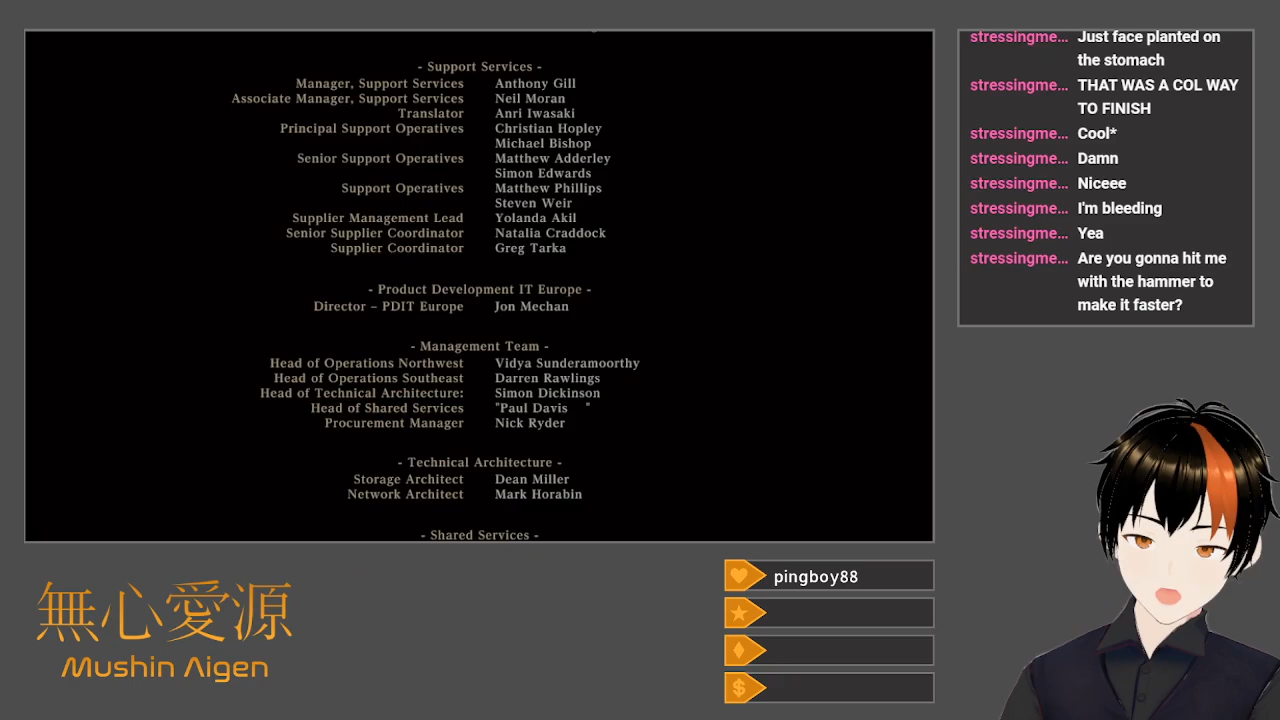 - Support Services -
Manager, Support Services Anthony Gill
Associate Manager, Support Services Neil Moran
Translator Anri Iwasaki
Principal Support Operatives Christian Hopley
Michael Bishop
Senior Support Operatives Matthew Adderley
Simon Edwards
Support Operatives Matthew Phillips
Steven Weir
Supplier Management Lead Yolanda Akil
Senior Supplier Coordinator Natalia Craddock
Supplier Coordinator Greg Tarka
- Product Development IT Europe -
Director – PDIT Europe Jon Mechan
- Management Team -
Head of Operations Northwest Vidya Sunderamoorthy
Head of Operations Southeast Darren Rawlings
Head of Technical Architecture: Simon Dickinson
Head of Shared Services "Paul Davis "
Procurement Manager Nick Ryder
- Technical Architecture -
Storage Architect Dean Miller
Network Architect Mark Horabin
- Shared Services -
stressingme... Just face planted on
the stomach
stressingme... THAT WAS A COL WAY
TO FINISH
stressingme... Cool*
stressingme... Damn
stressingme... Niceee
stressingme... I'm bleeding
stressingme... Yea
stressingme... Are you gonna hit me
with the hammer to
make it faster?
無心愛源
Mushin Aigen
pingboy88